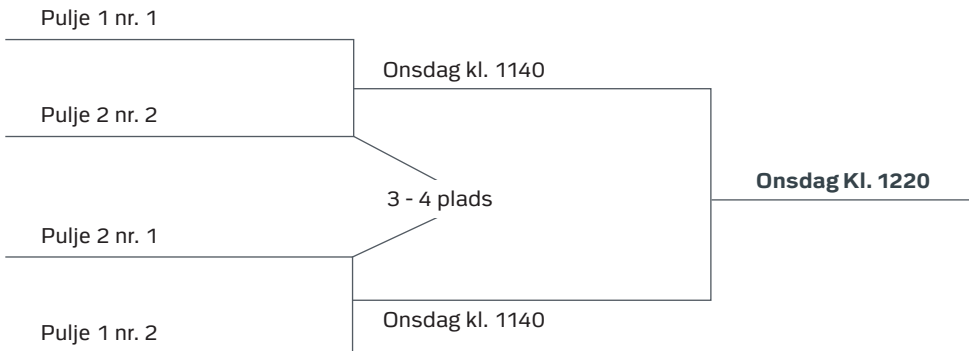 Pulje 1 nr. 1
Onsdag kl. 1140
Pulje 2 nr. 2
Onsdag Kl. 1220
3 - 4 plads
Pulje 2 nr. 1
Onsdag kl. 1140
Pulje 1 nr. 2